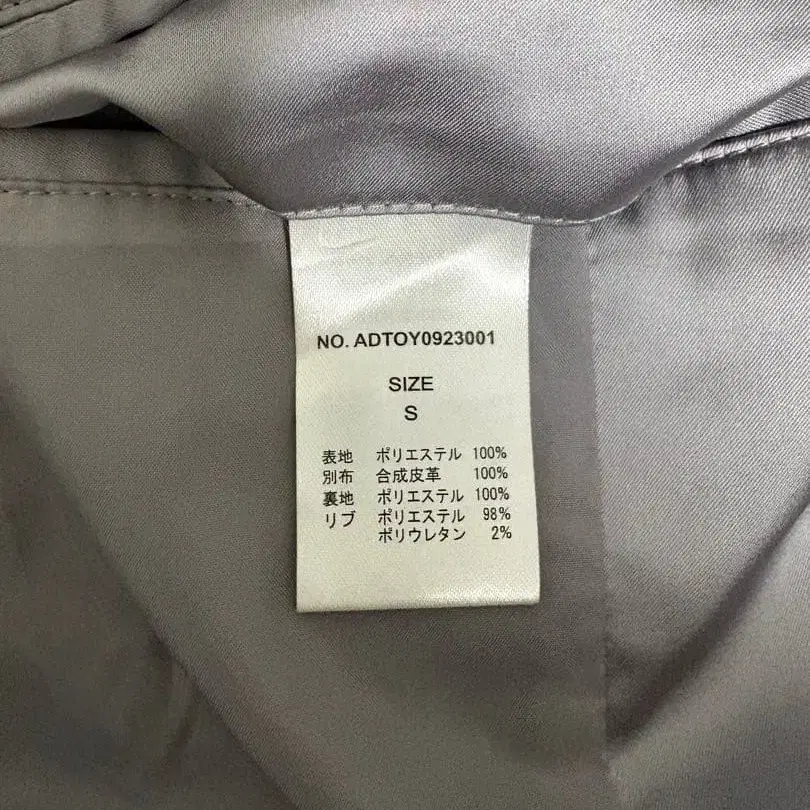 NO. ADTOY0923001
SIZE
S
表地 ポリエステル 100%
別布 合成皮革 100%
裏地 ポリエステル 100%
リブ ポリエステル 98%
ポリウレタン 2%